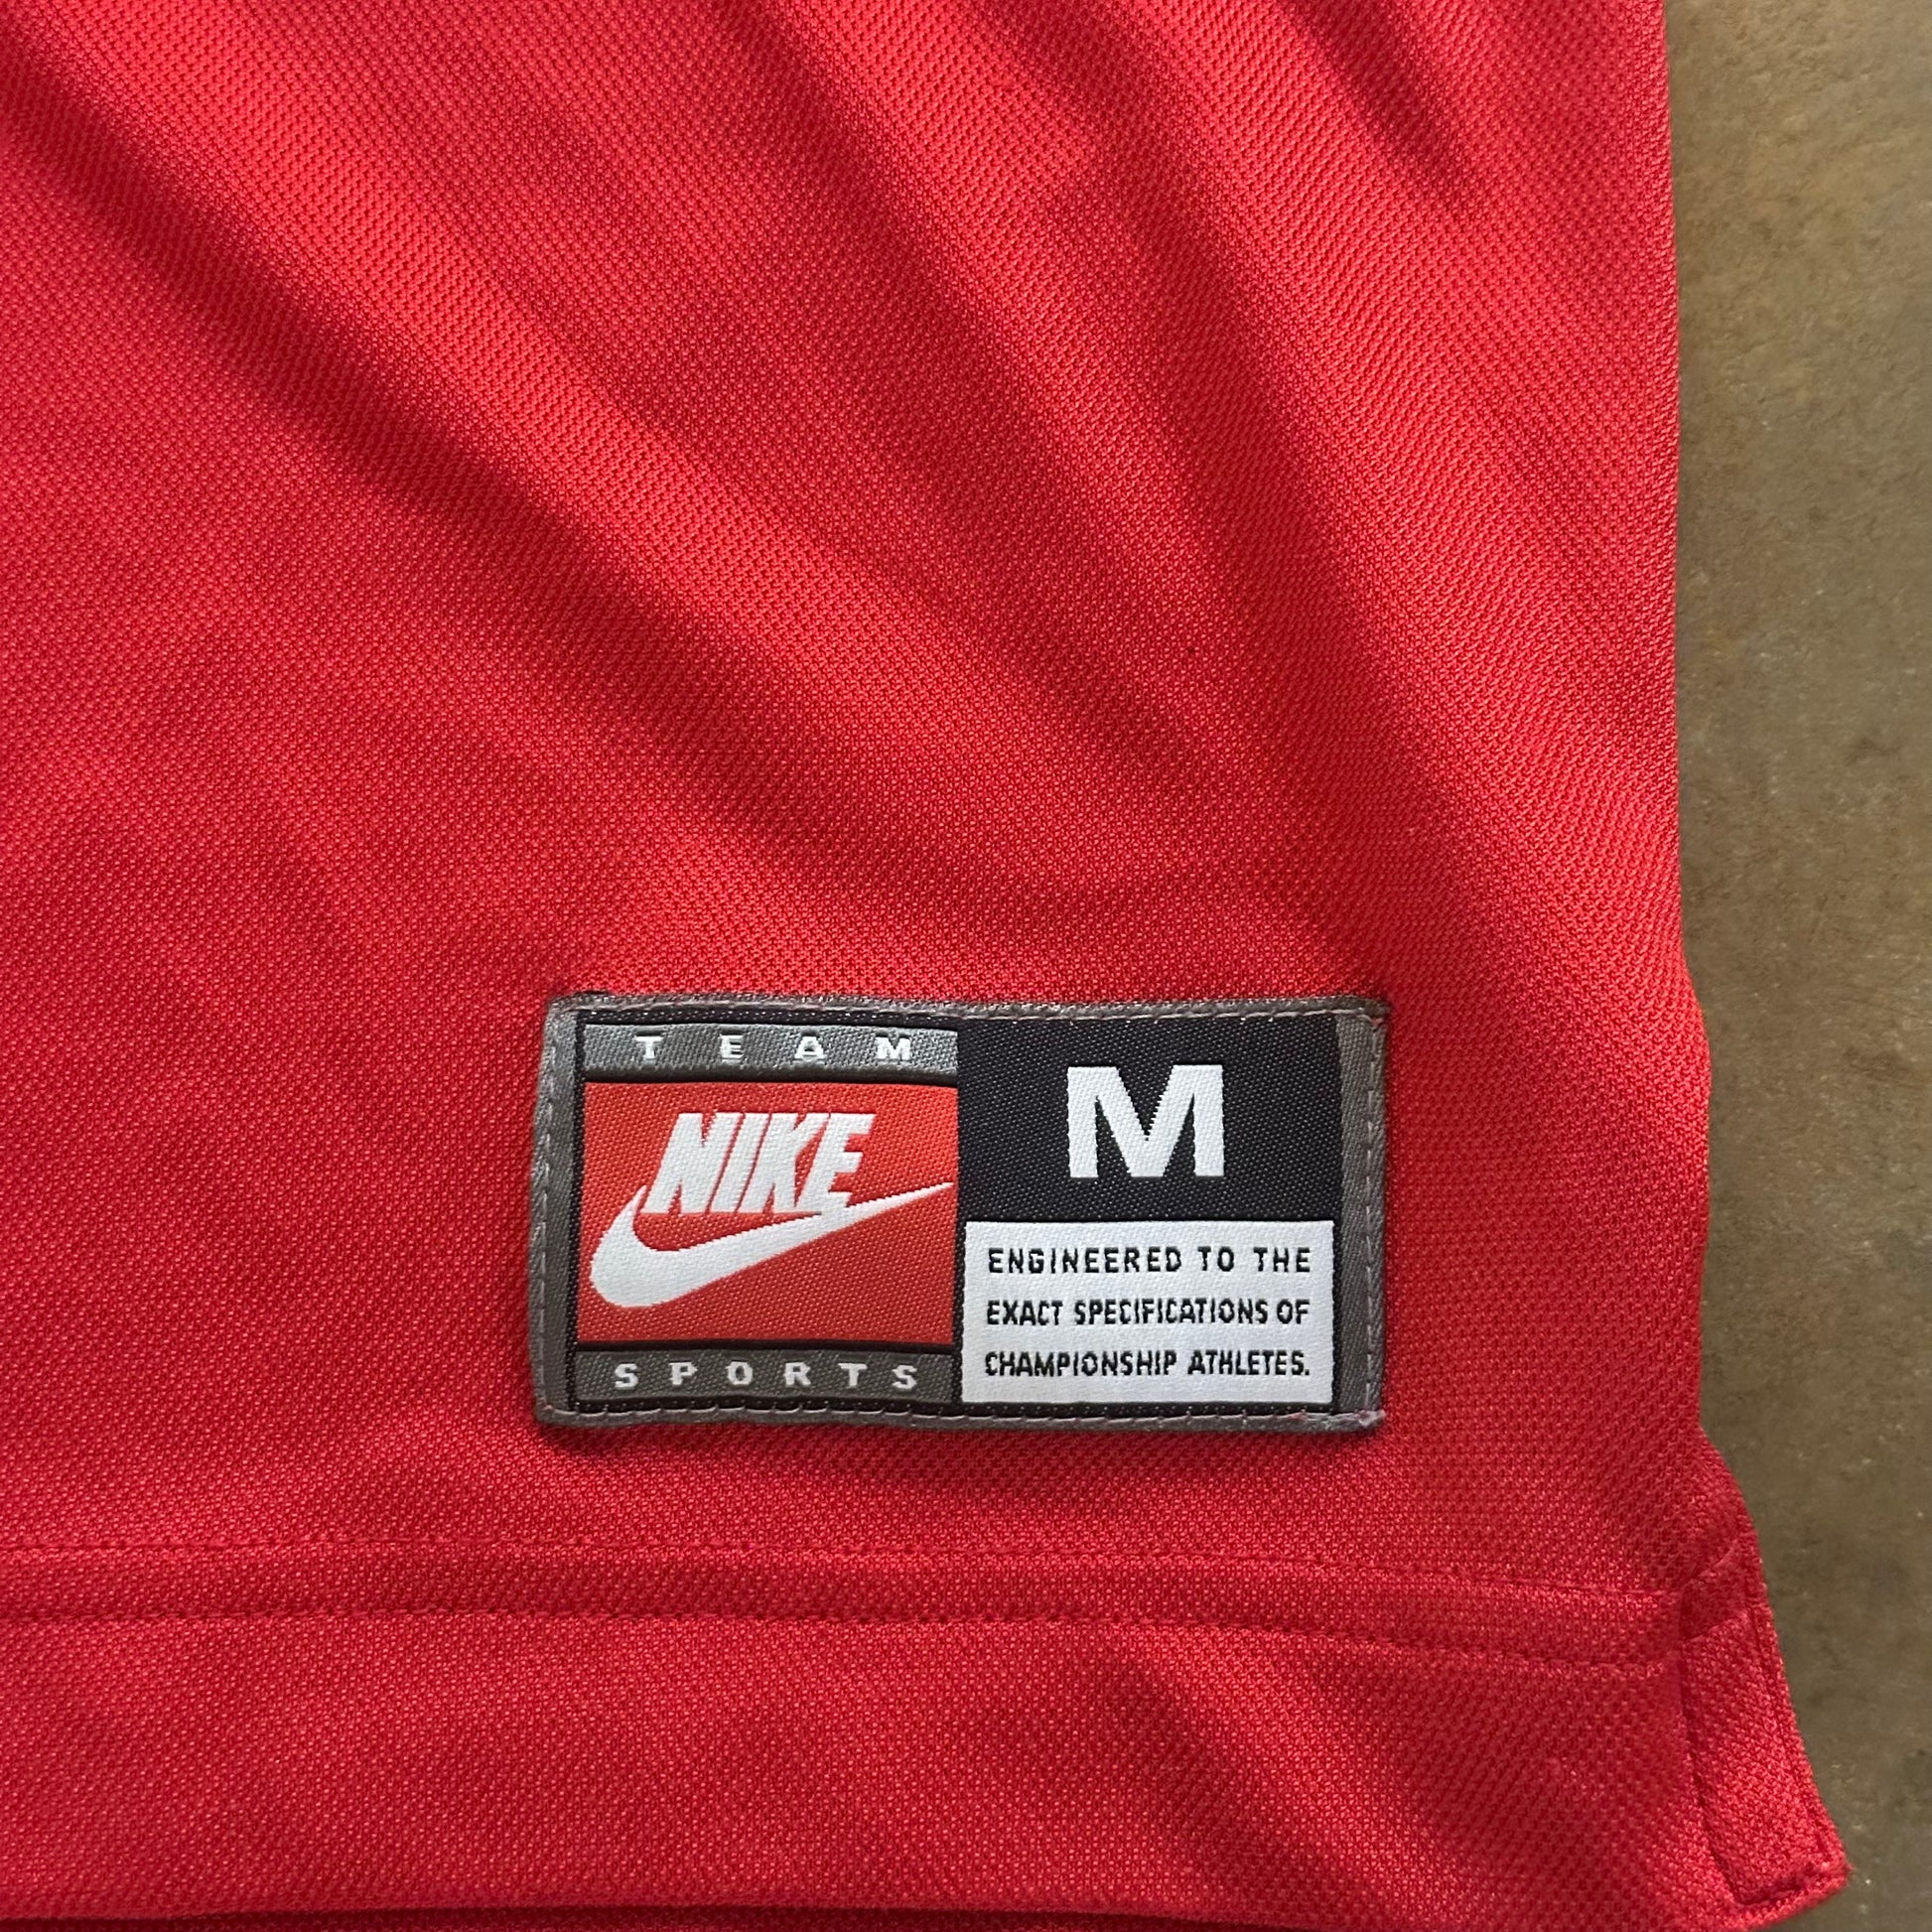 TEAM
NIKE
SPORTS
M
ENGINEERED TO THE
EXACT SPECIFICATIONS OF
CHAMPIONSHIP ATHLETES.